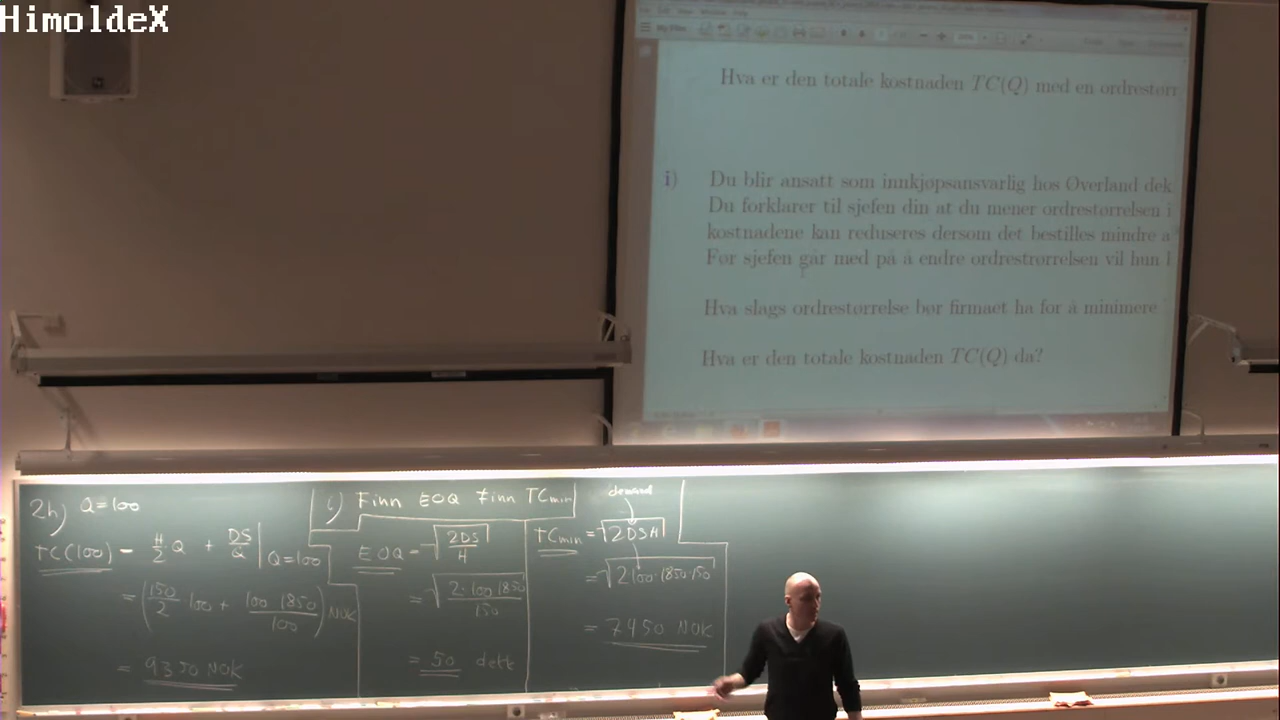 HimoldeX
Hva er den totale kostnaden TC(Q) med en ordrestørr
i) Du blir ansatt som innkjøpsansvarlig hos Øverland dek
Du forklarer til sjefen din at du mener ordrestørrelsen i
kostnadene kan reduseres dersom det bestilles mindre a
Før sjefen går med på å endre ordrestrørrelsen vil hun
Hva slags ordrestørrelse bør firmaet ha for å minimere
Hva er den totale kostnaden TC(Q) da?
2h) Q=100
TC(100) = H/2 Q + DS/Q | Q=100
= (150/2 · 100 + 100 · 1850/100) NOK
= 9350 NOK
i) Finn EOQ Finn TCmin
EOQ = √2DS/H
= √2·100·1850/150
= 50 dekk
demand
TCmin = √2DSH
= √2·100·1850·150
= 7450 NOK